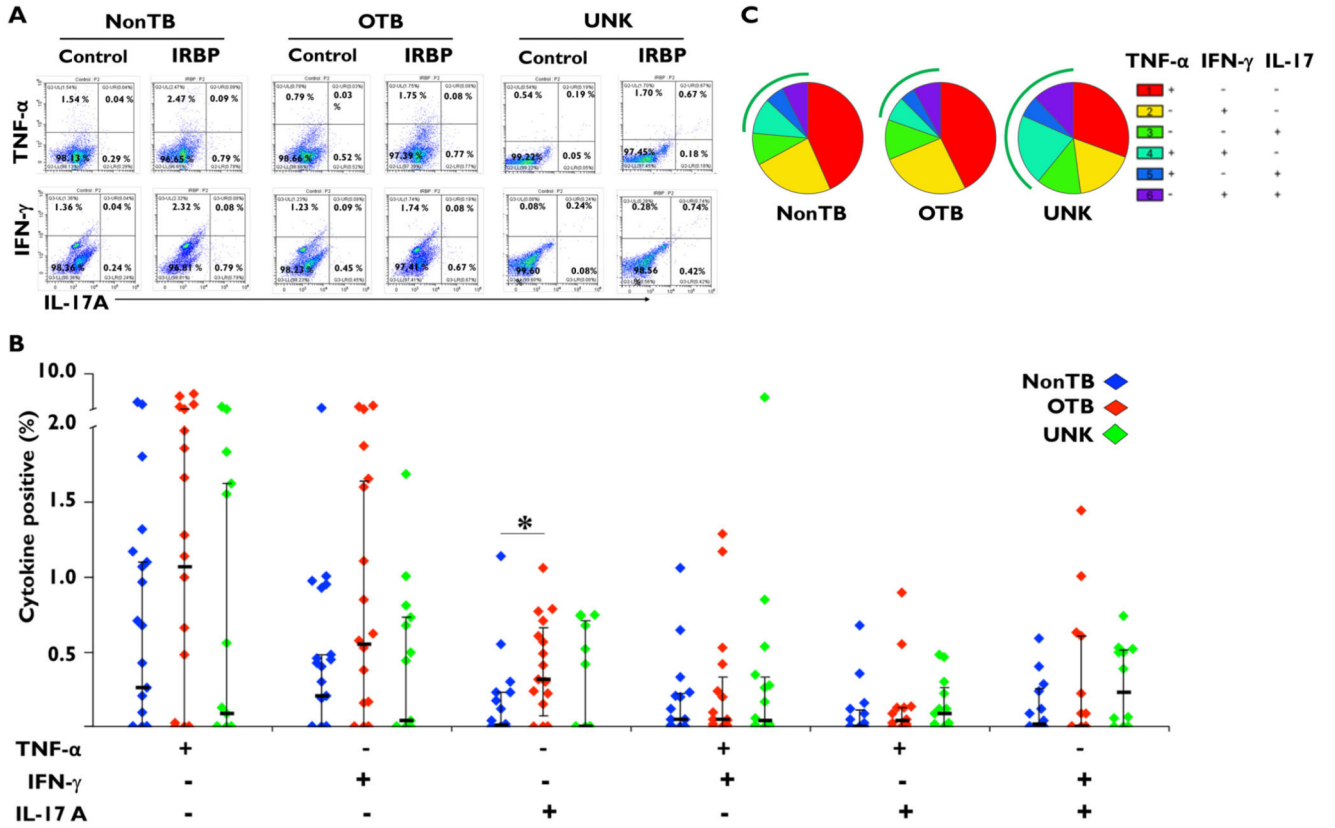 A
NonTB OTB UNK
Control IRBP Control IRBP Control IRBP
TNF-α
1.54 % 0.04 % 2.47 % 0.09 % 0.79 % 0.03 % 1.75 % 0.08 % 0.54 % 0.19 % 1.70 % 0.67 %
98.13 % 0.29 % 96.65 % 0.79 % 98.66 % 0.52 % 97.39 % 0.77 % 99.22% 0.05 % 97.45% 0.18 %
IFN-γ
1.36 % 0.04 % 2.32 % 0.08 % 1.23 % 0.09 % 1.74 % 0.08 % 0.08% 0.24 % 0.28% 0.74 %
98.36 % 0.24 % 96.81 % 0.79 % 98.23 % 0.45 % 97.41 % 0.67 % 99.60 % 0.08% 98.56 % 0.42%
IL-17A
C
NonTB OTB UNK
TNF-α IFN-γ IL-17
1 + - -
2 - + -
3 - - +
4 + + -
5 + - +
6 - + +
B
Cytokine positive (%)
10.0
2.0
1.5
1.0
0.5
*
NonTB
OTB
UNK
TNF-α + - - + + -
IFN-γ - + - + - +
IL-17 A - - + - + +